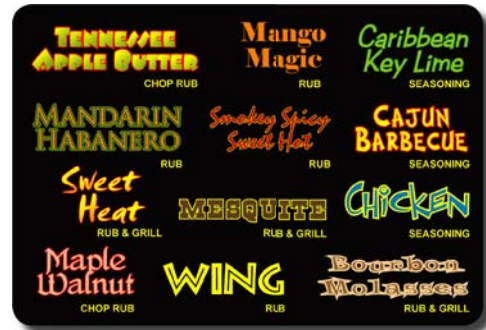 TENNESSEE
APPLE BUTTER
CHOP RUB
Mango
Magic
RUB
Caribbean
Key Lime
SEASONING
MANDARIN
HABANERO
RUB
Smokey Spicy
Sweet Hot
RUB
CAJUN
BARBECUE
SEASONING
Sweet
Heat
RUB & GRILL
MESQUITE
RUB & GRILL
CHICKEN
SEASONING
Maple
Walnut
CHOP RUB
WING
RUB
Bourbon
Molasses
RUB & GRILL